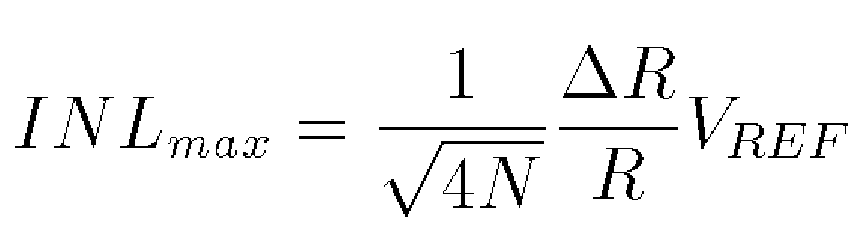 INL_{max} = \frac{1}{\sqrt{4N}} \frac{\Delta R}{R} V_{REF}